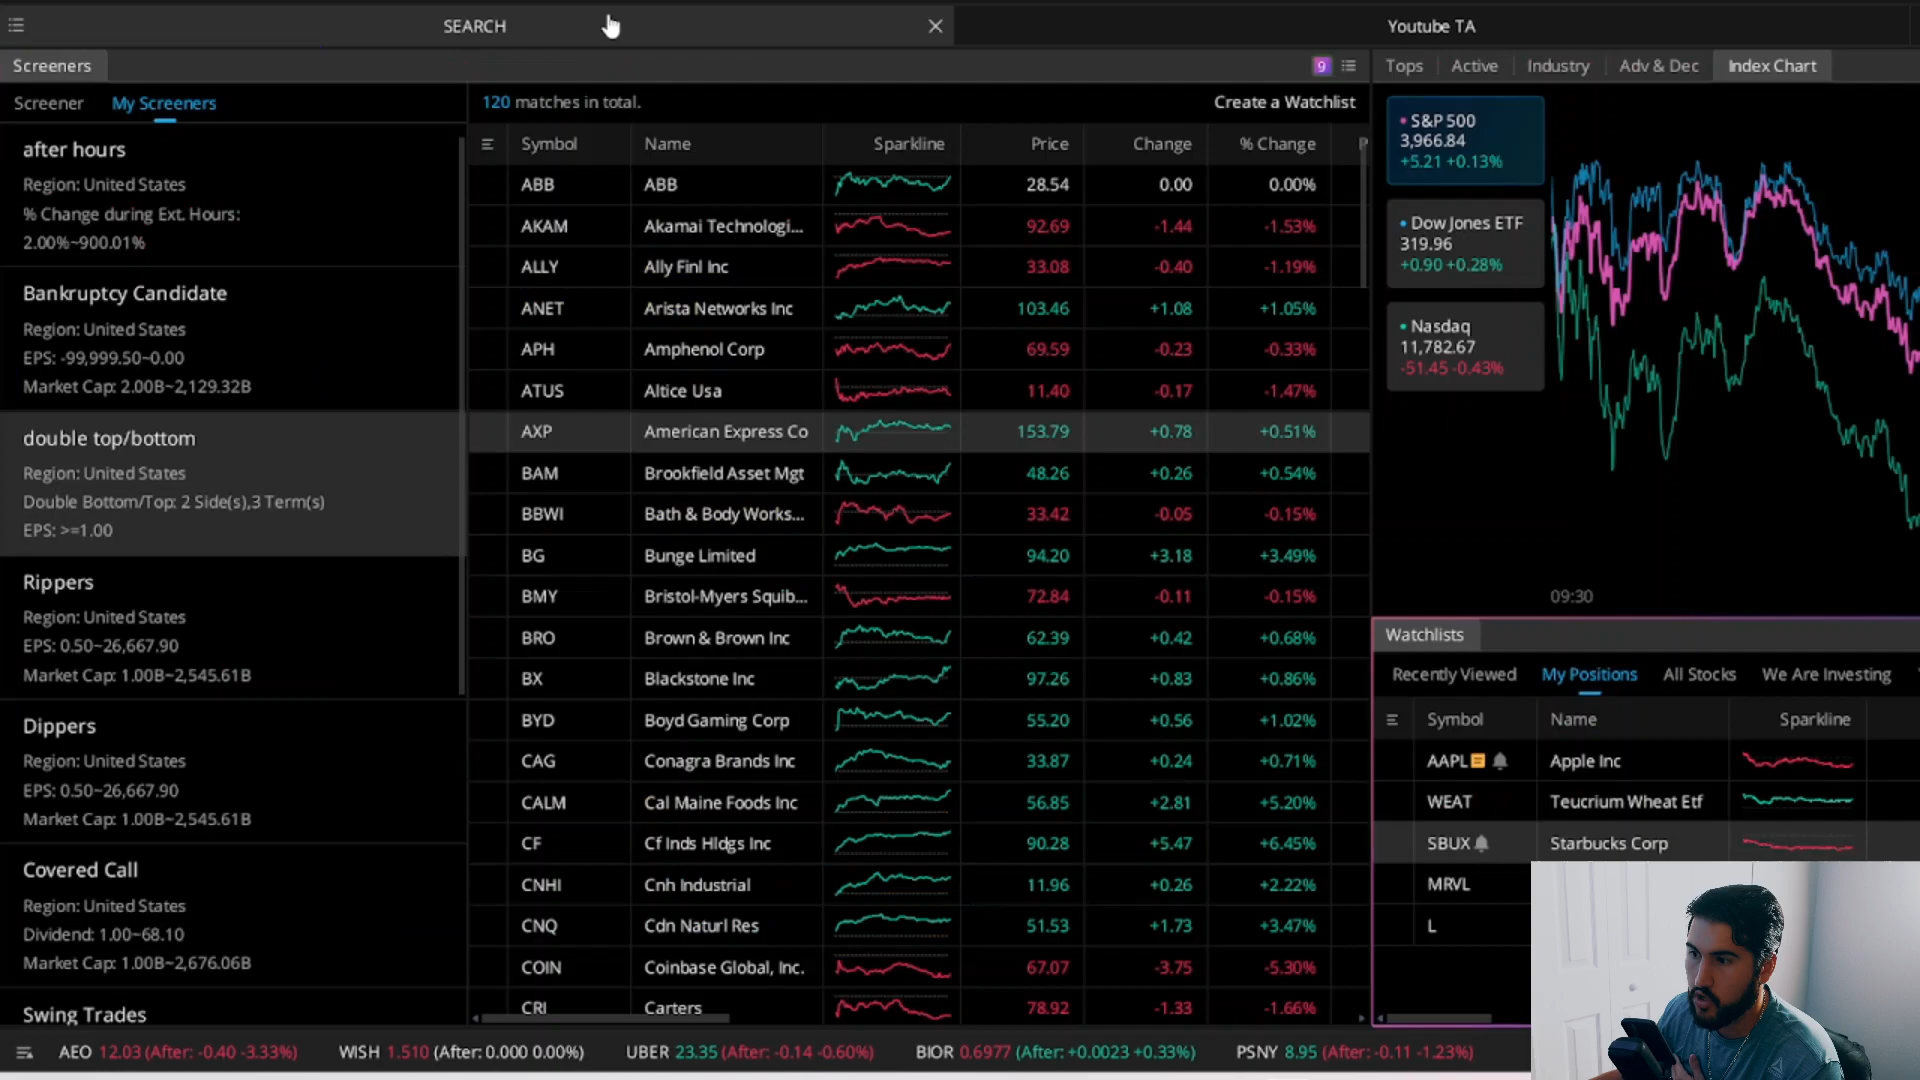 SEARCH
Youtube TA
Screeners
9
Tops Active Industry Adv & Dec Index Chart
Screener My Screeners
120 matches in total.
Create a Watchlist
after hours
Region: United States
% Change during Ext. Hours:
2.00%~900.01%
Bankruptcy Candidate
Region: United States
EPS: -99,999.50~0.00
Market Cap: 2.00B~2,129.32B
double top/bottom
Region: United States
Double Bottom/Top: 2 Side(s),3 Term(s)
EPS: >=1.00
Rippers
Region: United States
EPS: 0.50~26,667.90
Market Cap: 1.00B~2,545.61B
Dippers
Region: United States
EPS: 0.50~26,667.90
Market Cap: 1.00B~2,545.61B
Covered Call
Region: United States
Dividend: 1.00~68.10
Market Cap: 1.00B~2,676.06B
Swing Trades
Symbol Name Sparkline Price Change % Change
ABB ABB 28.54 0.00 0.00%
AKAM Akamai Technologi... 92.69 -1.44 -1.53%
ALLY Ally Finl Inc 33.08 -0.40 -1.19%
ANET Arista Networks Inc 103.46 +1.08 +1.05%
APH Amphenol Corp 69.59 -0.23 -0.33%
ATUS Altice Usa 11.40 -0.17 -1.47%
AXP American Express Co 153.79 +0.78 +0.51%
BAM Brookfield Asset Mgt 48.26 +0.26 +0.54%
BBWI Bath & Body Works... 33.42 -0.05 -0.15%
BG Bunge Limited 94.20 +3.18 +3.49%
BMY Bristol-Myers Squib... 72.84 -0.11 -0.15%
BRO Brown & Brown Inc 62.39 +0.42 +0.68%
BX Blackstone Inc 97.26 +0.83 +0.86%
BYD Boyd Gaming Corp 55.20 +0.56 +1.02%
CAG Conagra Brands Inc 33.87 +0.24 +0.71%
CALM Cal Maine Foods Inc 56.85 +2.81 +5.20%
CF Cf Inds Hldgs Inc 90.28 +5.47 +6.45%
CNHI Cnh Industrial 11.96 +0.26 +2.22%
CNQ Cdn Naturl Res 51.53 +1.73 +3.47%
COIN Coinbase Global, Inc. 67.07 -3.75 -5.30%
CRI Carters 78.92 -1.33 -1.66%
S&P 500
3,966.84
+5.21 +0.13%
Dow Jones ETF
319.96
+0.90 +0.28%
Nasdaq
11,782.67
-51.45 -0.43%
09:30
Watchlists
Recently Viewed My Positions All Stocks We Are Investing
Symbol Name Sparkline
AAPL Apple Inc
WEAT Teucrium Wheat Etf
SBUX Starbucks Corp
MRVL
L
AEO 12.03 (After: -0.40 -3.33%) WISH 1.510 (After: 0.000 0.00%) UBER 23.35 (After: -0.14 -0.60%) BIOR 0.6977 (After: +0.0023 +0.33%) PSNY 8.95 (After: -0.11 -1.23%)